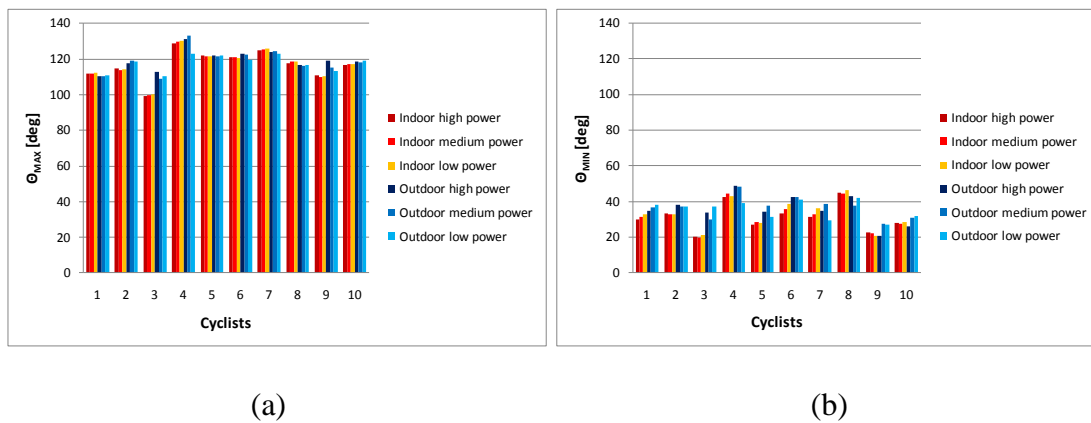 140
120
100
80
60
40
20
0
ΘMAX [deg]
1 2 3 4 5 6 7 8 9 10
Cyclists
Indoor high power
Indoor medium power
Indoor low power
Outdoor high power
Outdoor medium power
Outdoor low power
140
120
100
80
60
40
20
0
ΘMIN [deg]
1 2 3 4 5 6 7 8 9 10
Cyclists
Indoor high power
Indoor medium power
Indoor low power
Outdoor high power
Outdoor medium power
Outdoor low power
(a) (b)